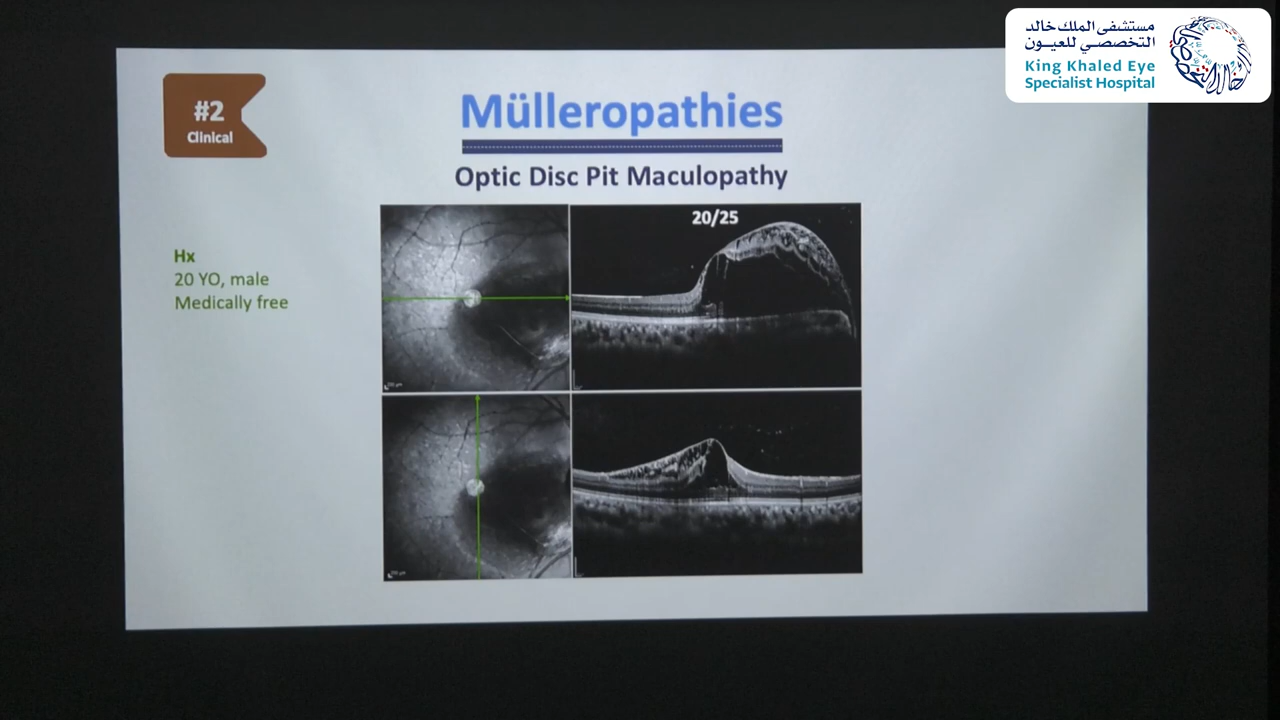 مستشفى الملك خالد
التخصصي للعيون
King Khaled Eye
Specialist Hospital
#2
Clinical
Mülleropathies
Optic Disc Pit Maculopathy
20/25
Hx
20 YO, male
Medically free